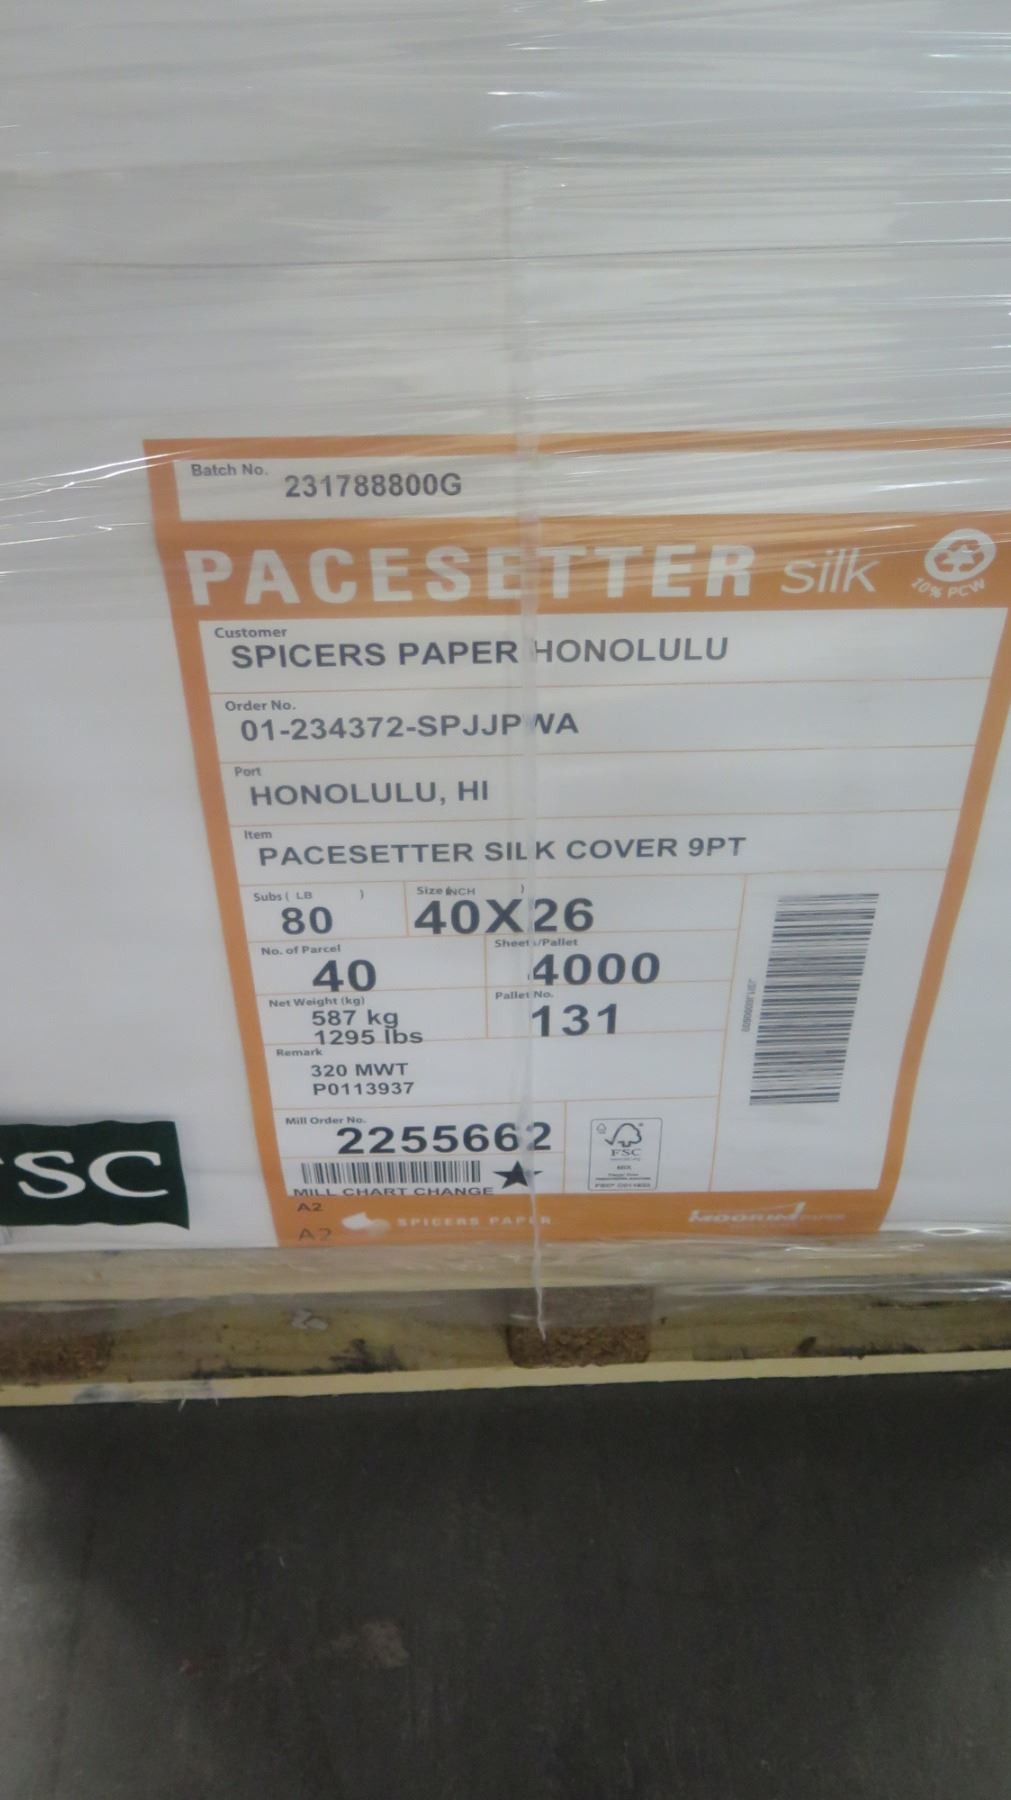 Batch No. 231788800G
PACESETTER silk
10% PCW
Customer
SPICERS PAPER HONOLULU
Order No.
01-234372-SPJJPWA
Port
HONOLULU, HI
Item
PACESETTER SILK COVER 9PT
Subs ( LB ) Size INCH )
80 40X26
No. of Parcel Sheets/Pallet
40 4000
Net Weight (kg) Pallet No.
587 kg 131
1295 lbs
Remark
320 MWT
P0113937
Mill Order No.
2255662
FSC
MIX
MILL CHART CHANGE
A2
A2
SPICERS PAPER
MOORIM PAPER
SC